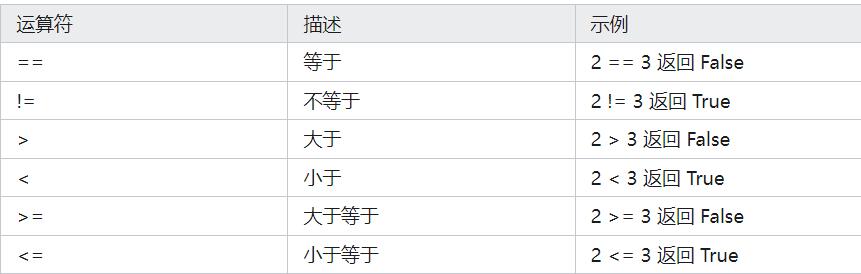 运算符 描述 示例
== 等于 2 == 3 返回 False
!= 不等于 2 != 3 返回 True
> 大于 2 > 3 返回 False
< 小于 2 < 3 返回 True
>= 大于等于 2 >= 3 返回 False
<= 小于等于 2 <= 3 返回 True